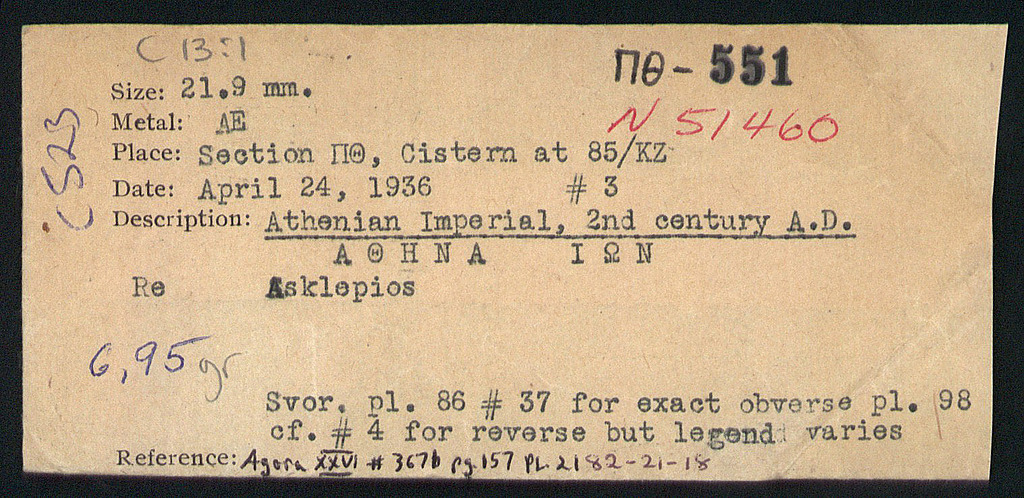 C 13:1
ΠΘ - 551
Size: 21.9 mm.
N 51460
Metal: AE
Place: Section ΠΘ, Cistern at 85/KZ
Date: April 24, 1936 # 3
Description: Athenian Imperial, 2nd century A.D.
Α Θ Η Ν Α Ι Ω Ν
Re Asklepios
6,95 gr
Svor. pl. 86 # 37 for exact obverse pl. 98
cf. # 4 for reverse but legend varies
Reference: Agora XXVI # 367b pg.157 PL. 21 82-21-18